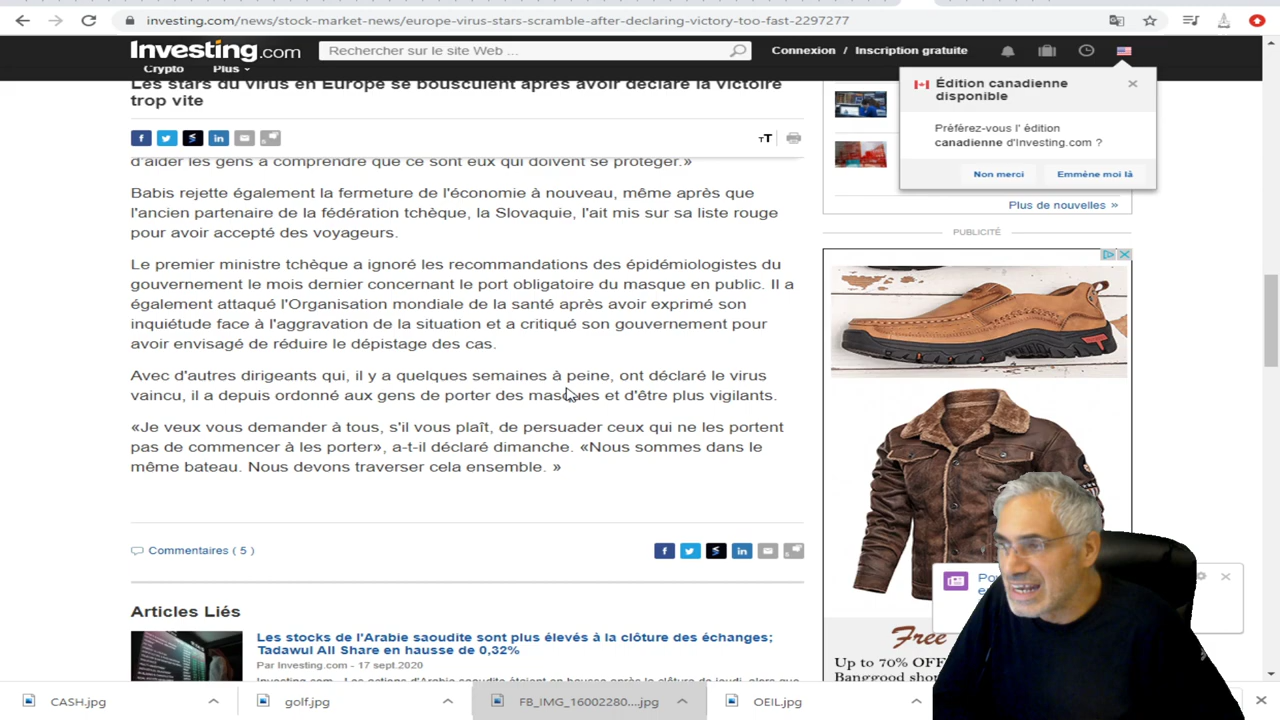 investing.com/news/stock-market-news/europe-virus-stars-scramble-after-declaring-victory-too-fast-2297277
Investing.com
Rechercher sur le site Web ...
Connexion / Inscription gratuite
Crypto Plus
Les stars du virus en Europe se bousculent après avoir déclaré la victoire
trop vite
Édition canadienne
disponible
Préférez-vous l' édition
canadienne d'Investing.com ?
Non merci Emmène moi là
TT
d'aider les gens à comprendre que ce sont eux qui doivent se protéger.»
Babis rejette également la fermeture de l'économie à nouveau, même après que
l'ancien partenaire de la fédération tchèque, la Slovaquie, l'ait mis sur sa liste rouge
pour avoir accepté des voyageurs.
Le premier ministre tchèque a ignoré les recommandations des épidémiologistes du
gouvernement le mois dernier concernant le port obligatoire du masque en public. Il a
également attaqué l'Organisation mondiale de la santé après avoir exprimé son
inquiétude face à l'aggravation de la situation et a critiqué son gouvernement pour
avoir envisagé de réduire le dépistage des cas.
Avec d'autres dirigeants qui, il y a quelques semaines à peine, ont déclaré le virus
vaincu, il a depuis ordonné aux gens de porter des masques et d'être plus vigilants.
«Je veux vous demander à tous, s'il vous plaît, de persuader ceux qui ne les portent
pas de commencer à les porter», a-t-il déclaré dimanche. «Nous sommes dans le
même bateau. Nous devons traverser cela ensemble. »
Commentaires ( 5 )
Articles Liés
Les stocks de l'Arabie saoudite sont plus élevés à la clôture des échanges;
Tadawul All Share en hausse de 0,32%
Par Investing.com - 17 sept.2020
Plus de nouvelles »
PUBLICITÉ
Free
Up to 70% OFF
Banggood shop
CASH.jpg
golf.jpg
FB_IMG_16002280....jpg
OEIL.jpg